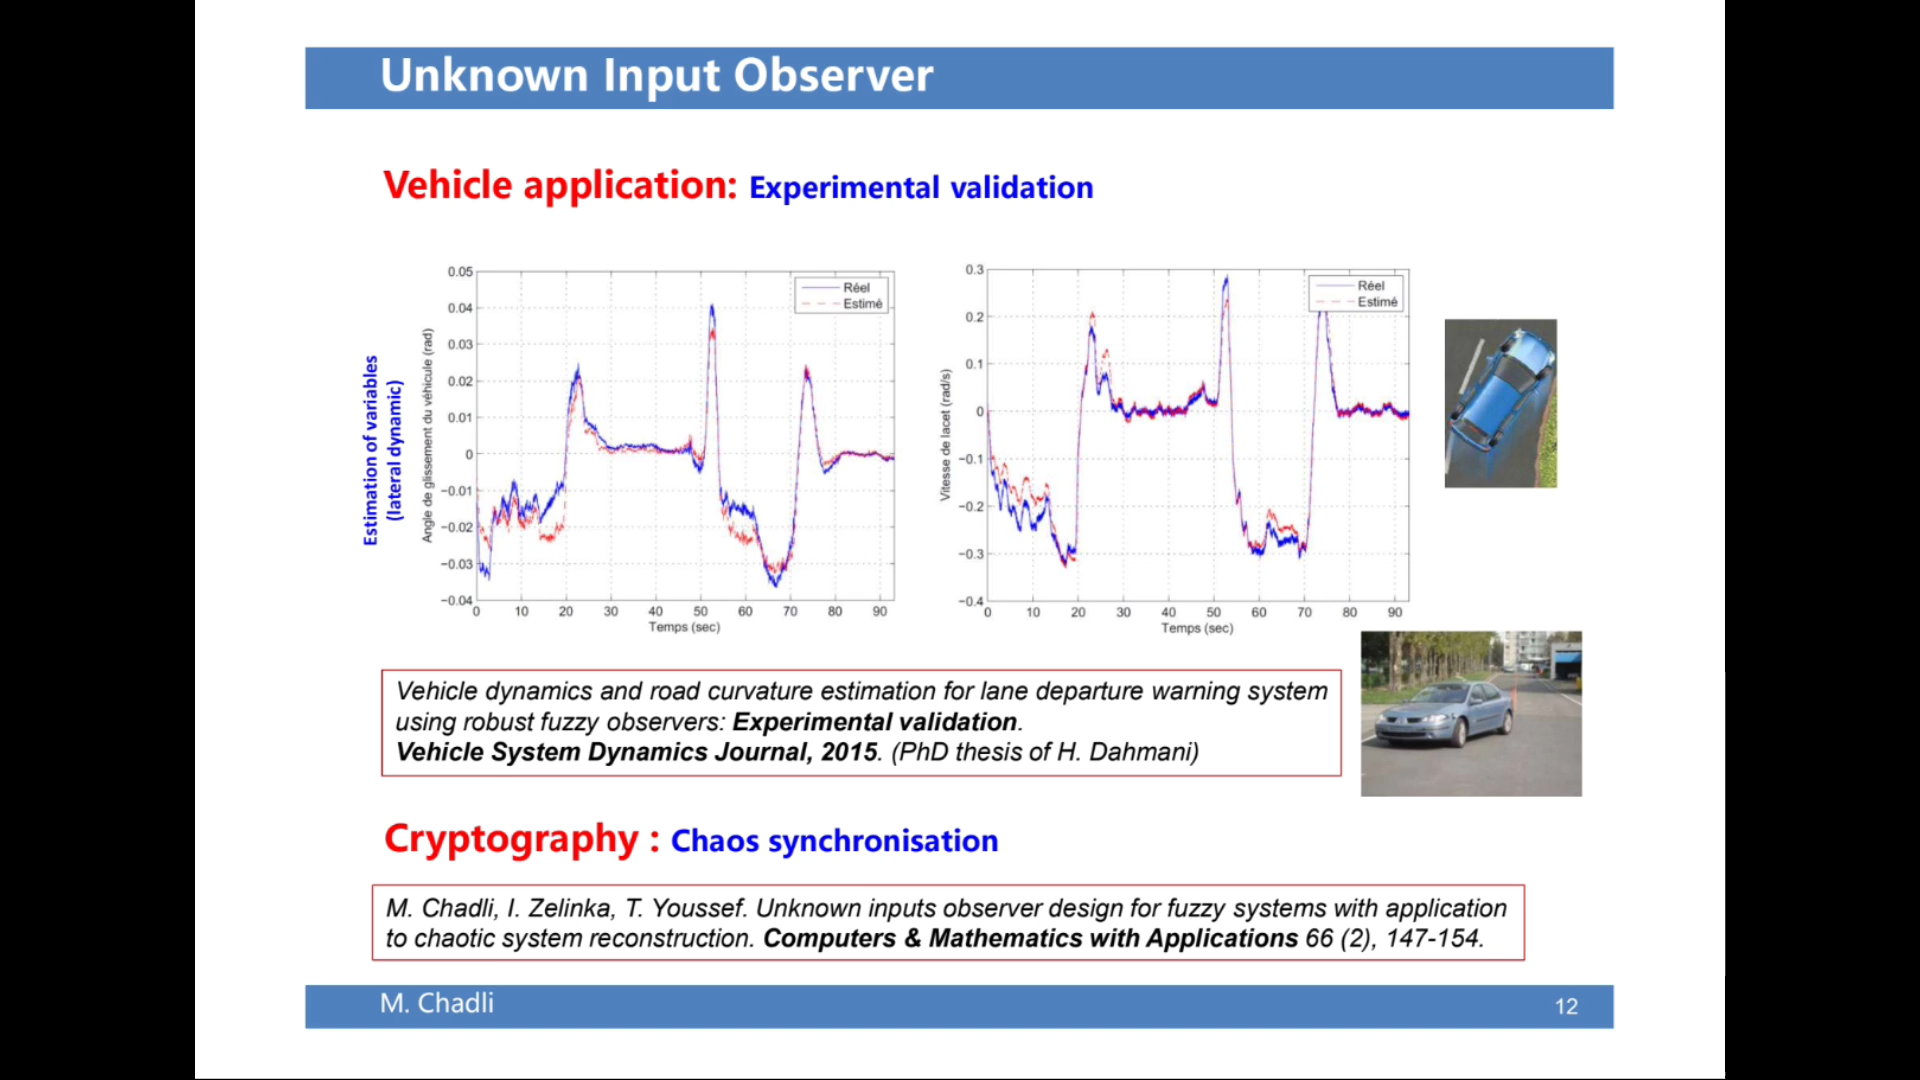 Unknown Input Observer
Vehicle application: Experimental validation
Estimation of variables
(lateral dynamic)
Angle de glissement du véhicule (rad)
0.05
0.04
0.03
0.02
0.01
0
−0.01
−0.02
−0.03
−0.04
0 10 20 30 40 50 60 70 80 90
Temps (sec)
Réel
Estimé
Vitesse de lacet (rad/s)
0.3
0.2
0.1
0
−0.1
−0.2
−0.3
−0.4
0 10 20 30 40 50 60 70 80 90
Temps (sec)
Réel
Estimé
Vehicle dynamics and road curvature estimation for lane departure warning system
using robust fuzzy observers: Experimental validation.
Vehicle System Dynamics Journal, 2015. (PhD thesis of H. Dahmani)
Cryptography : Chaos synchronisation
M. Chadli, I. Zelinka, T. Youssef. Unknown inputs observer design for fuzzy systems with application
to chaotic system reconstruction. Computers & Mathematics with Applications 66 (2), 147-154.
M. Chadli
12